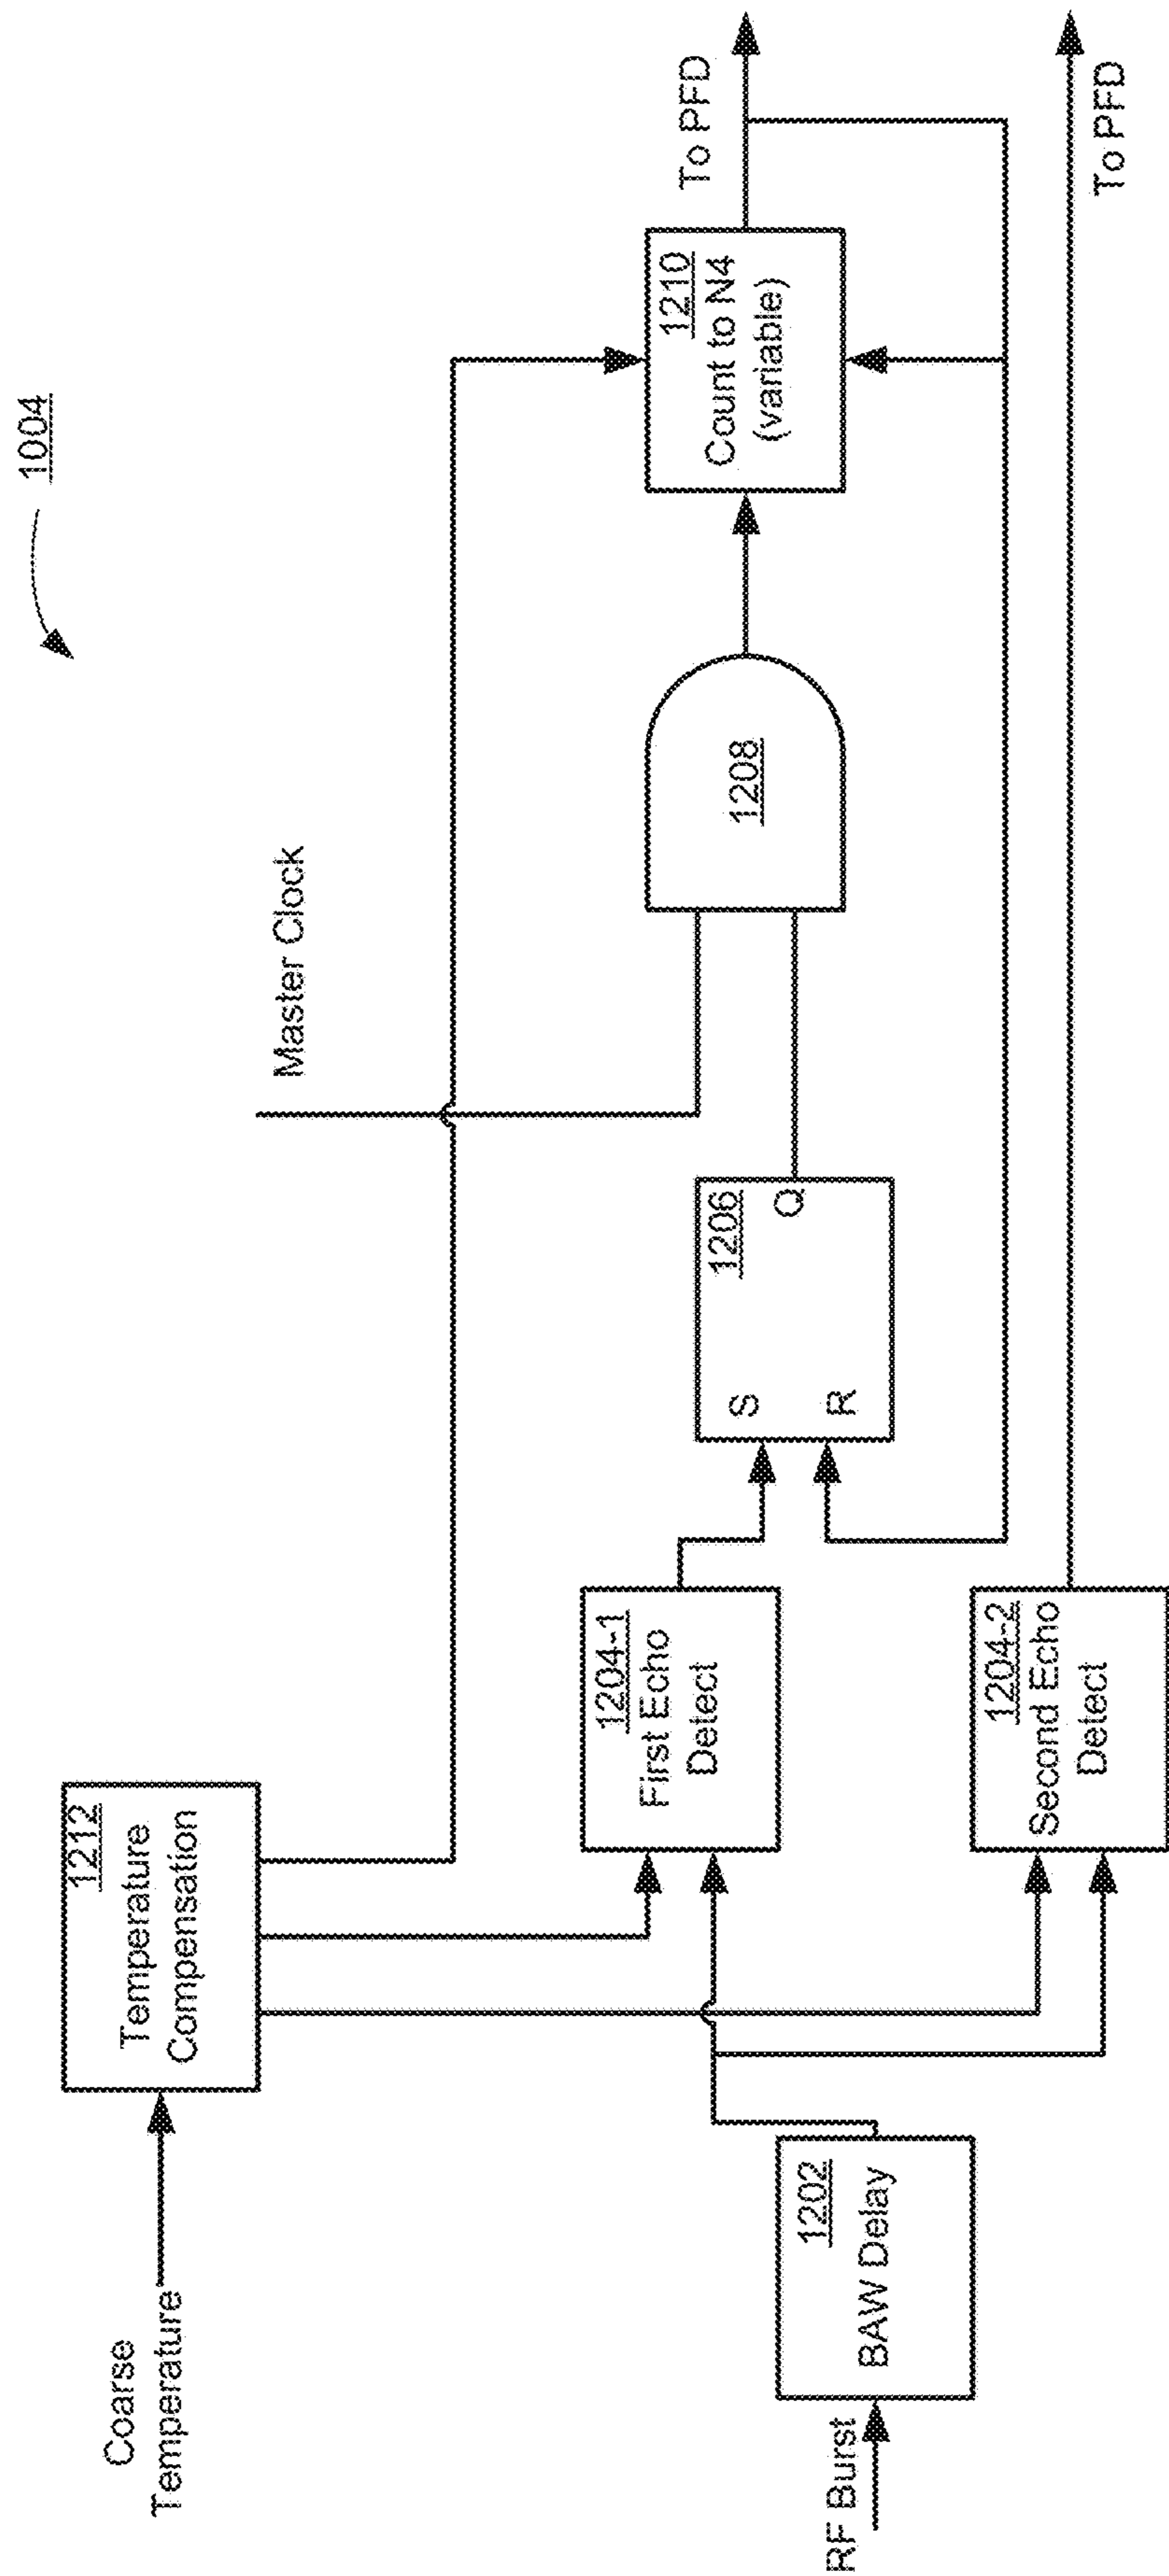 1004
Coarse
Temperature
1212
Temperature
Compensation
Master Clock
RF Burst
1202
BAW Delay
1204-1
First Echo
Detect
1204-2
Second Echo
Detect
S
R
1206
Q
1208
1210
Count to N4
(variable)
To PFD
To PFD